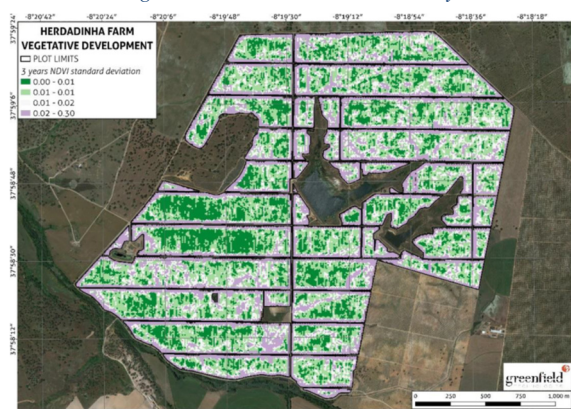 -8°20'43" -8°20'24" -8°20'6" -8°19'48" -8°19'30" -8°19'12" -8°18'54" -8°18'36" -8°18'18"
HERDADINHA FARM
VEGETATIVE DEVELOPMENT
PLOT LIMITS
3 years NDVI standard deviation
0.00 - 0.01
0.01 - 0.01
0.01 - 0.02
0.02 - 0.30
37°59'24"
37°59'6"
37°58'48"
37°58'30"
37°58'12"
greenfield
0 250 500 750 1,000 m